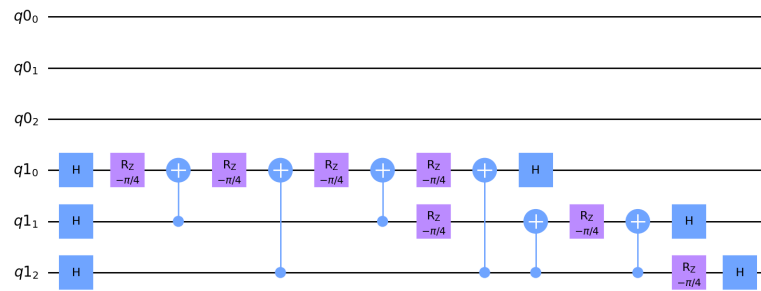 q0₀
q0₁
q0₂
q1₀ H R_Z −π/4 R_Z −π/4 R_Z −π/4 R_Z −π/4 H
q1₁ H R_Z −π/4 R_Z −π/4 H
q1₂ H R_Z −π/4 H